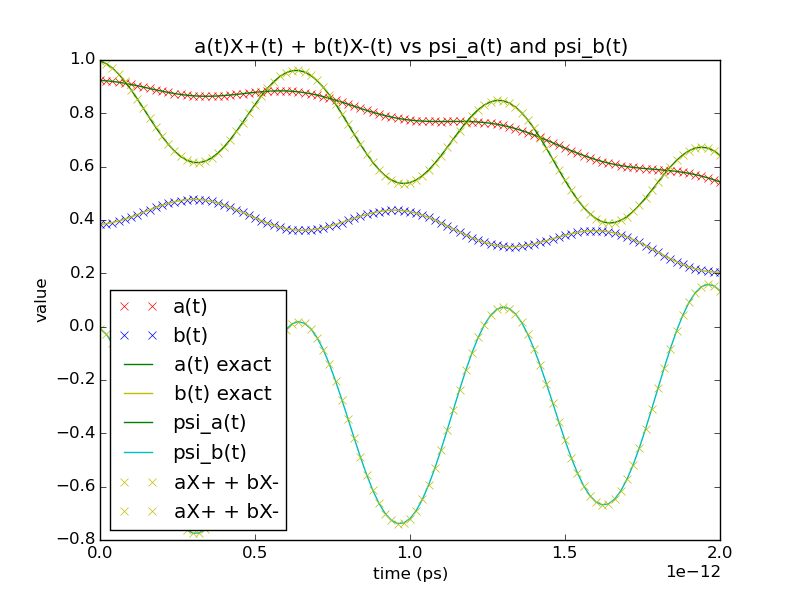 a(t)X+(t) + b(t)X-(t) vs psi_a(t) and psi_b(t)
1.0
0.8
0.6
0.4
0.2
0.0
−0.2
−0.4
−0.6
−0.8
value
a(t)
b(t)
a(t) exact
b(t) exact
psi_a(t)
psi_b(t)
aX+ + bX-
aX+ + bX-
0.0 0.5 1.0 1.5 2.0
time (ps)
1e−12